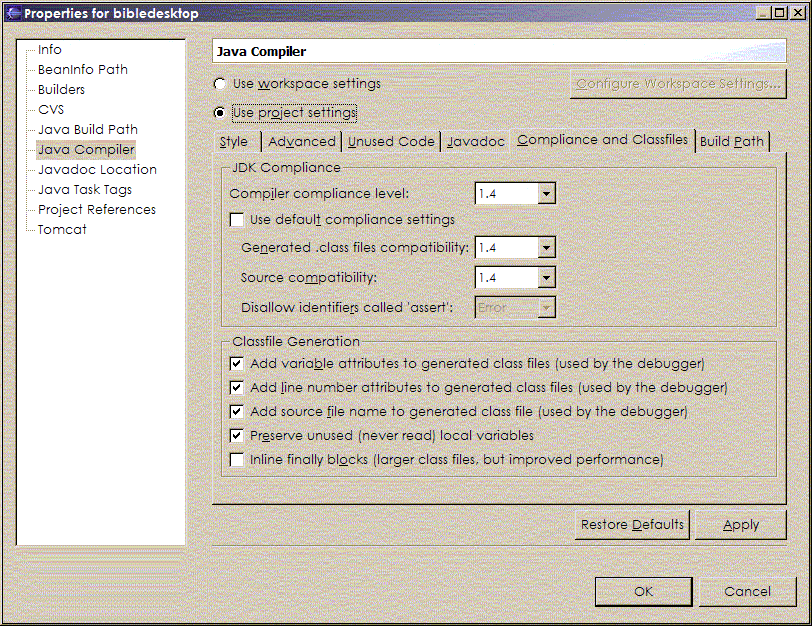 Properties for bibledesktop
Info
BeanInfo Path
Builders
CVS
Java Build Path
Java Compiler
Javadoc Location
Java Task Tags
Project References
Tomcat
Java Compiler
Use workspace settings
Configure Workspace Settings...
Use project settings
Style Advanced Unused Code Javadoc Compliance and Classfiles Build Path
JDK Compliance
Compiler compliance level: 1.4
Use default compliance settings
Generated .class files compatibility: 1.4
Source compatibility: 1.4
Disallow identifiers called 'assert': Error
Classfile Generation
Add variable attributes to generated class files (used by the debugger)
Add line number attributes to generated class files (used by the debugger)
Add source file name to generated class file (used by the debugger)
Preserve unused (never read) local variables
Inline finally blocks (larger class files, but improved performance)
Restore Defaults Apply
OK Cancel